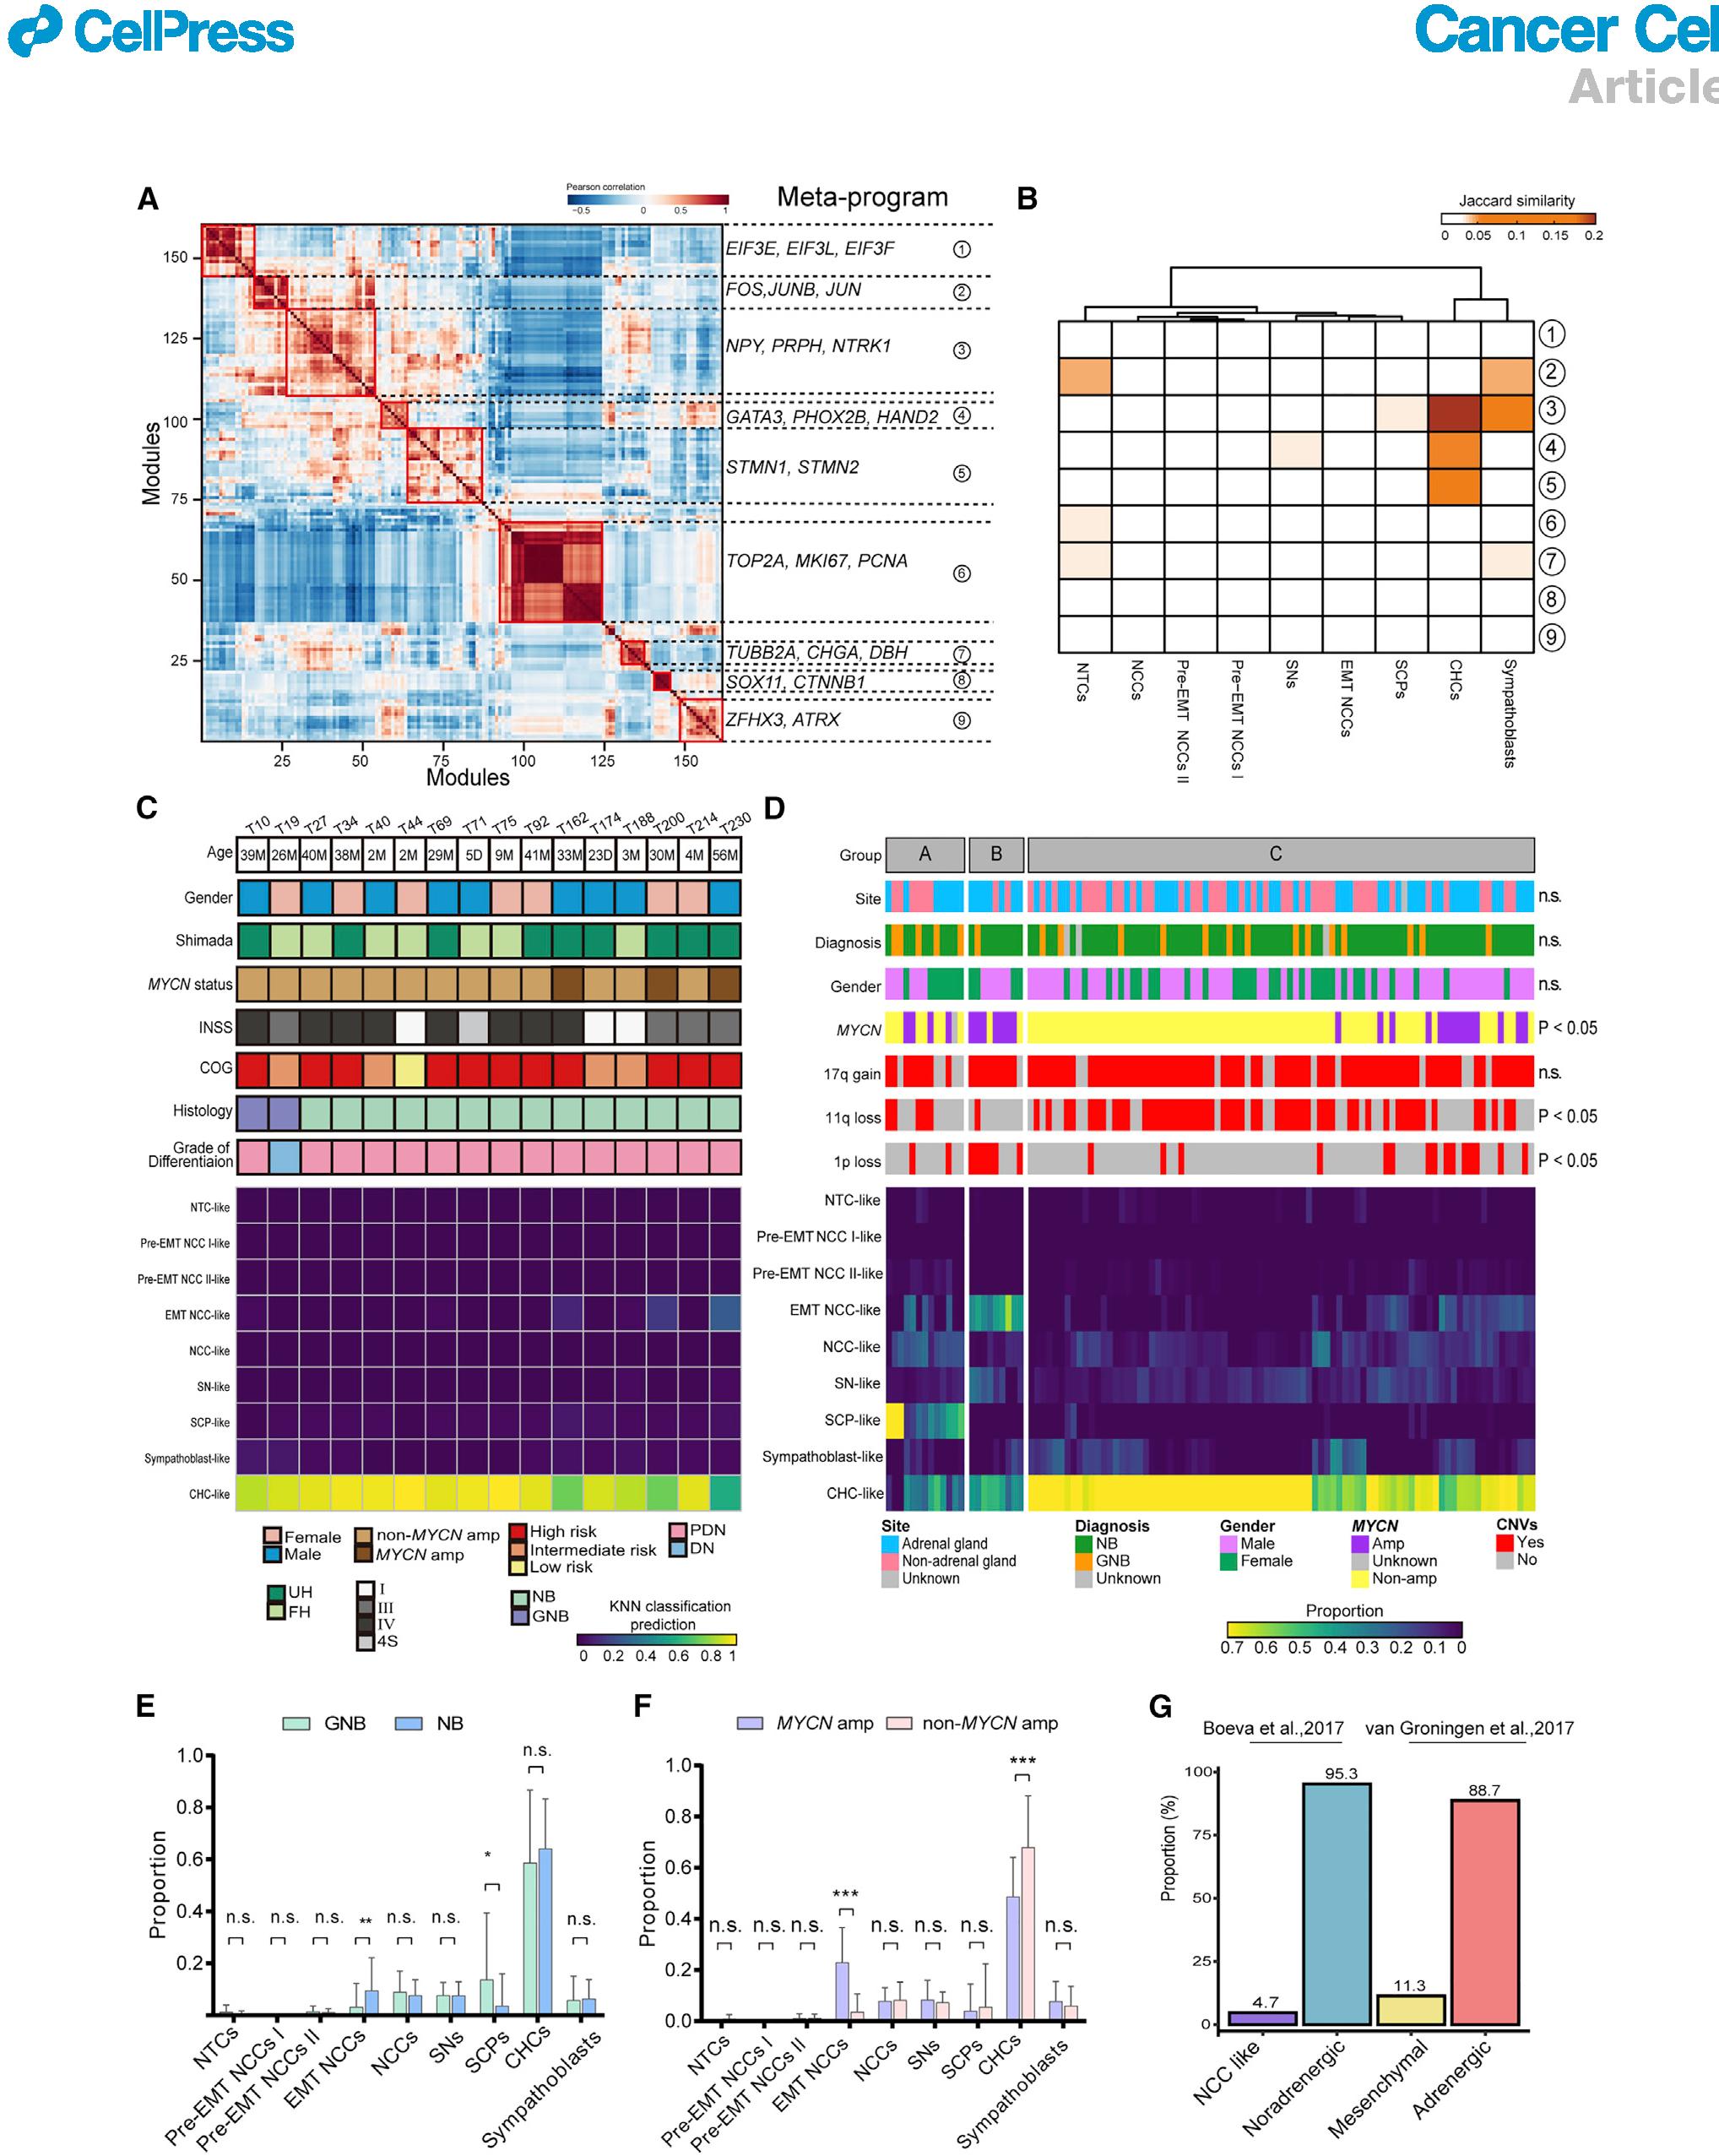 CellPress
Cancer Cel
Article
A
Pearson correlation
−0.5 0 0.5 1
Meta-program
150
125
100
75
50
25
Modules
25 50 75 100 125 150
Modules
EIF3E, EIF3L, EIF3F ①
FOS,JUNB, JUN ②
NPY, PRPH, NTRK1 ③
GATA3, PHOX2B, HAND2 ④
STMN1, STMN2 ⑤
TOP2A, MKI67, PCNA ⑥
TUBB2A, CHGA, DBH ⑦
SOX11, CTNNB1 ⑧
ZFHX3, ATRX ⑨
B
Jaccard similarity
0 0.05 0.1 0.15 0.2
①
②
③
④
⑤
⑥
⑦
⑧
⑨
NTCs
NCCs
Pre-EMT NCCs II
Pre-EMT NCCs I
SNs
EMT NCCs
SCPs
CHCs
Sympathoblasts
C
T10 T19 T27 T34 T40 T44 T69 T71 T75 T92 T162 T174 T188 T200 T214 T230
Age 39M 26M 40M 38M 2M 2M 29M 5D 9M 41M 33M 23D 3M 30M 4M 56M
Gender
Shimada
MYCN status
INSS
COG
Histology
Grade of
Differentiaion
NTC-like
Pre-EMT NCC I-like
Pre-EMT NCC II-like
EMT NCC-like
NCC-like
SN-like
SCP-like
Sympathoblast-like
CHC-like
Female
Male
non-MYCN amp
MYCN amp
High risk
Intermediate risk
Low risk
PDN
DN
UH
FH
I
III
IV
4S
NB
GNB
KNN classification
prediction
0 0.2 0.4 0.6 0.8 1
D
Group A B C
Site n.s.
Diagnosis n.s.
Gender n.s.
MYCN P < 0.05
17q gain n.s.
11q loss P < 0.05
1p loss P < 0.05
NTC-like
Pre-EMT NCC I-like
Pre-EMT NCC II-like
EMT NCC-like
NCC-like
SN-like
SCP-like
Sympathoblast-like
CHC-like
Site
Adrenal gland
Non-adrenal gland
Unknown
Diagnosis
NB
GNB
Unknown
Gender
Male
Female
MYCN
Amp
Unknown
Non-amp
CNVs
Yes
No
Proportion
0.7 0.6 0.5 0.4 0.3 0.2 0.1 0
E
GNB NB
Proportion
1.0
0.8
0.6
0.4
0.2
n.s. n.s. n.s. ** n.s. n.s. * n.s. n.s.
NTCs
Pre-EMT NCCs I
Pre-EMT NCCs II
EMT NCCs
NCCs
SNs
SCPs
CHCs
Sympathoblasts
F
MYCN amp non-MYCN amp
Proportion
1.0
0.8
0.6
0.4
0.2
0.0
n.s. n.s. n.s. *** n.s. n.s. n.s. *** n.s.
NTCs
Pre-EMT NCCs I
Pre-EMT NCCs II
EMT NCCs
NCCs
SNs
SCPs
CHCs
Sympathoblasts
G
Boeva et al.,2017 van Groningen et al.,2017
Proportion (%)
100
75
50
25
0
4.7
95.3
11.3
88.7
NCC like
Noradrenergic
Mesenchymal
Adrenergic